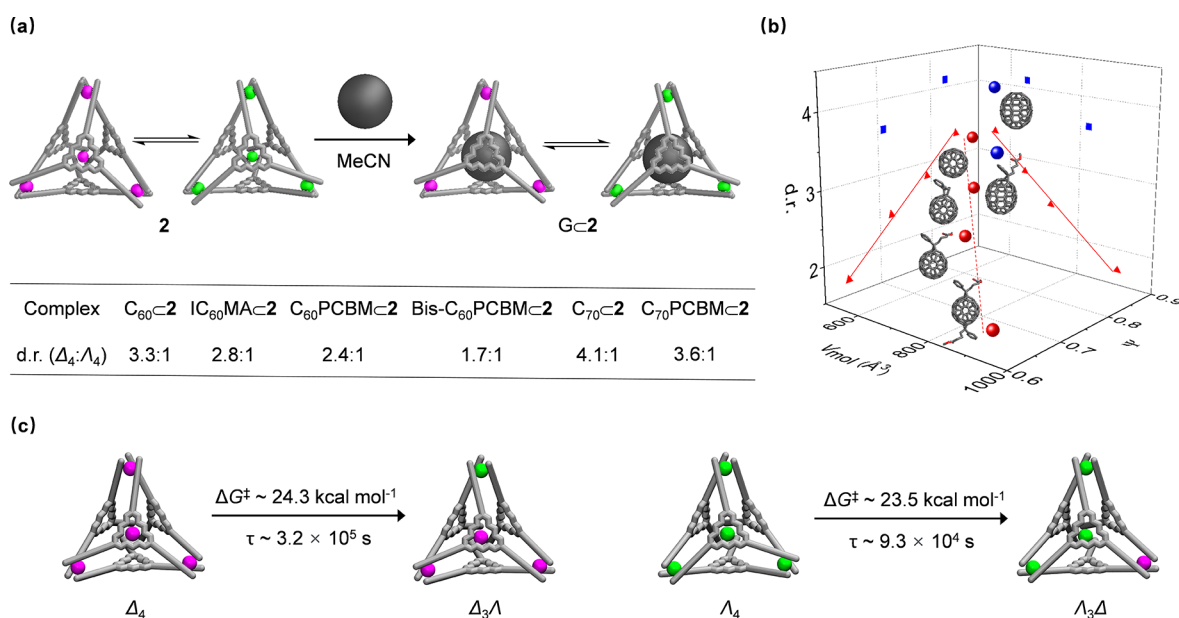 (a)
MeCN
2
G⊂2
Complex C₆₀⊂2 IC₆₀MA⊂2 C₆₀PCBM⊂2 Bis-C₆₀PCBM⊂2 C₇₀⊂2 C₇₀PCBM⊂2
d.r. (Δ₄:Λ₄) 3.3:1 2.8:1 2.4:1 1.7:1 4.1:1 3.6:1
(b)
4
3
2
d.r.
600
800
1000
Vmol (Å³)
0.6
0.7
0.8
0.9
Ψ
(c)
ΔG‡ ~ 24.3 kcal mol⁻¹
τ ~ 3.2 × 10⁵ s
Δ₄
Δ₃Λ
ΔG‡ ~ 23.5 kcal mol⁻¹
τ ~ 9.3 × 10⁴ s
Λ₄
Λ₃Δ